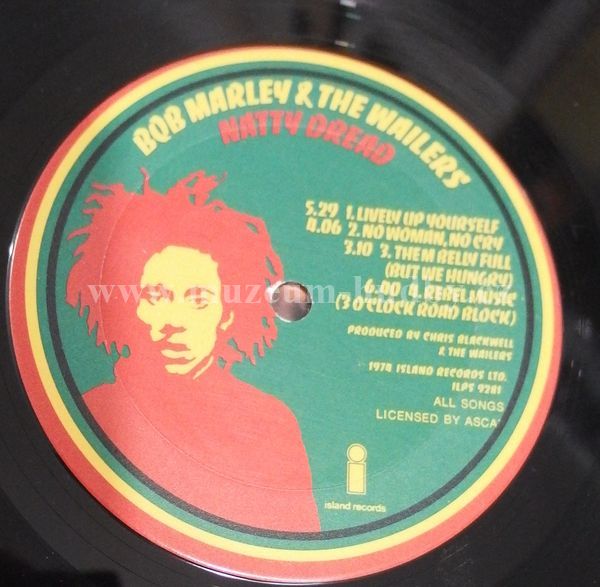 BOB MARLEY & THE WAILERS
NATTY DREAD
5.29 1. LIVELY UP YOURSELF
4.06 2. NO WOMAN, NO CRY
3.10 3. THEM BELLY FULL
(BUT WE HUNGRY)
6.40 4. REBEL MUSIC
(3 O'CLOCK ROAD BLOCK)
PRODUCED BY CHRIS BLACKWELL
& THE WAILERS
1974 ISLAND RECORDS LTD.
ILPS 9281
ALL SONGS
LICENSED BY ASCA
island records